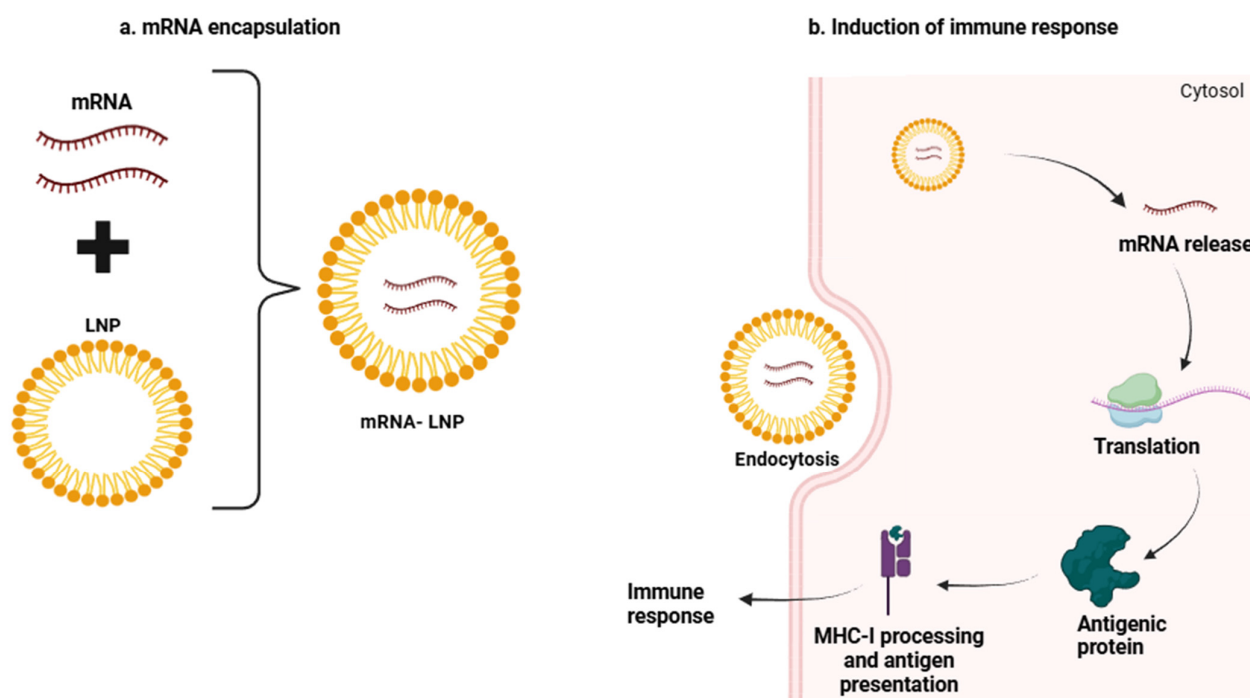 a. mRNA encapsulation
mRNA
LNP
mRNA- LNP
b. Induction of immune response
Cytosol
mRNA release
Translation
Endocytosis
Antigenic
protein
MHC-I processing
and antigen
presentation
Immune
response